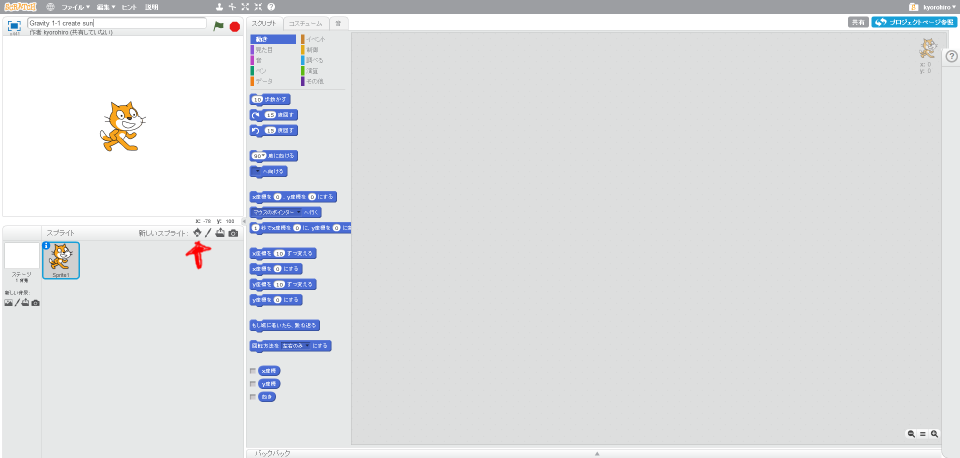 SCRATCH ファイル▼ 編集▼ ヒント 説明 kyorohiro▼
Gravity 1-1 create sun
作者 kyorohiro (共有していない)
スクリプト コスチューム 音
共有 プロジェクトページ参照
動き イベント
見た目 制御
音 調べる
ペン 演算
データ その他
x: 0
y: 0
10 歩動かす
15 度回す
15 度回す
90▼ 度に向ける
へ向ける
x座標を 0 、y座標を 0 にする
マウスのポインター へ行く
1 秒でx座標を 0 に、y座標を 0 に
x座標を 10 ずつ変える
x座標を 0 にする
y座標を 10 ずつ変える
y座標を 0 にする
もし端に着いたら、跳ね返る
回転方法を 左右のみ にする
x座標
y座標
向き
x: -78 y: 100
スプライト 新しいスプライト:
Sprite1
ステージ
新しい背景:
バックパック